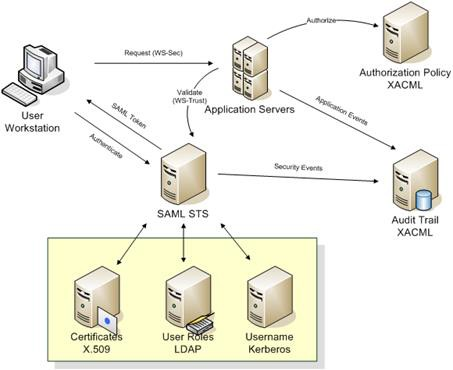 Request (WS-Sec)
Authorize
Authorization Policy
XACML
User
Workstation
Validate
(WS-Trust)
Application Servers
SAML Token
Application Events
Authenticate
Security Events
SAML STS
Audit Trail
XACML
Certificates
X.509
User Roles
LDAP
Username
Kerberos